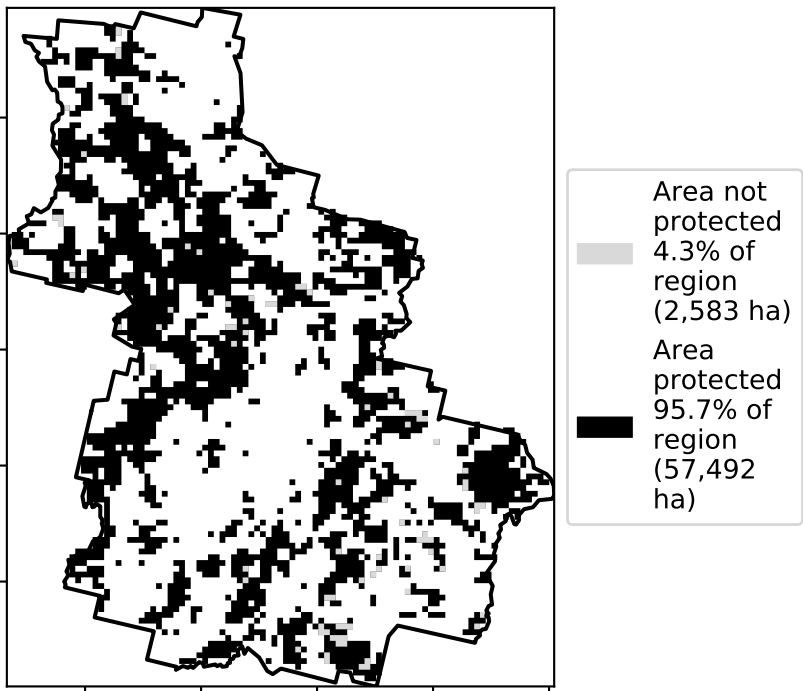 Area not
protected
4.3% of
region
(2,583 ha)
Area
protected
95.7% of
region
(57,492
ha)